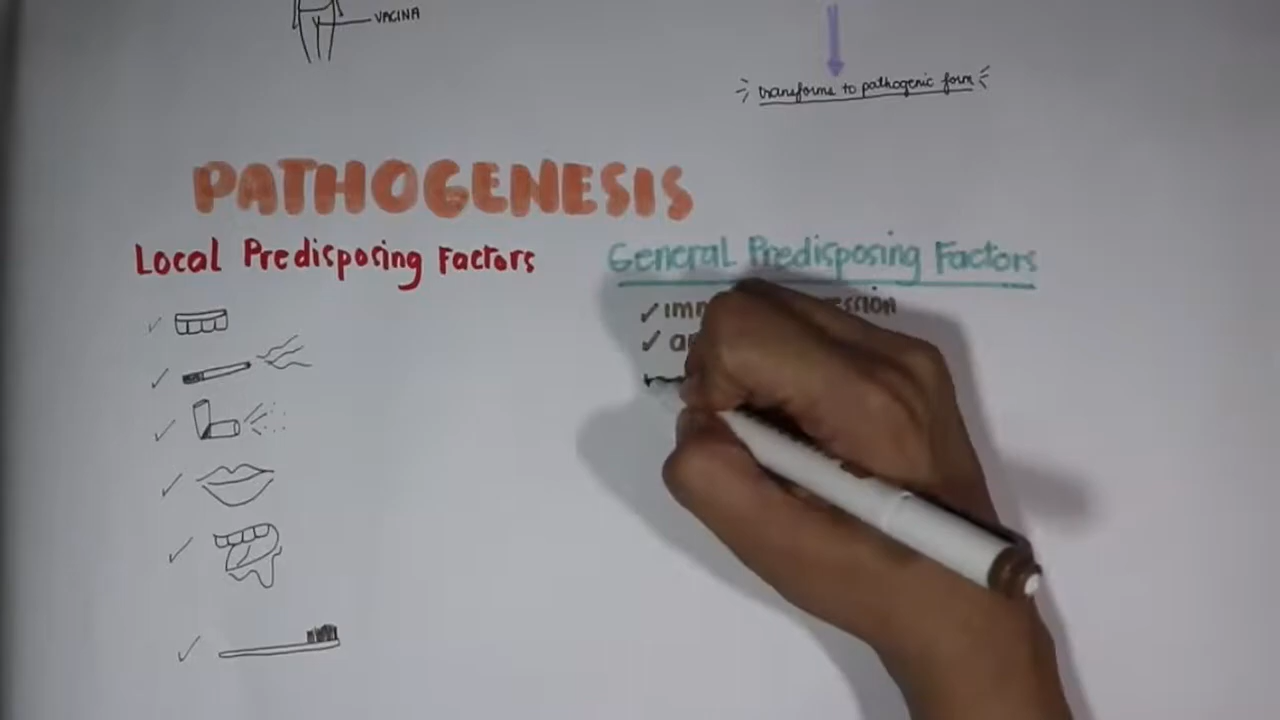 VAGINA
transforms to pathogenic form
PATHOGENESIS
Local Predisposing Factors
General Predisposing Factors